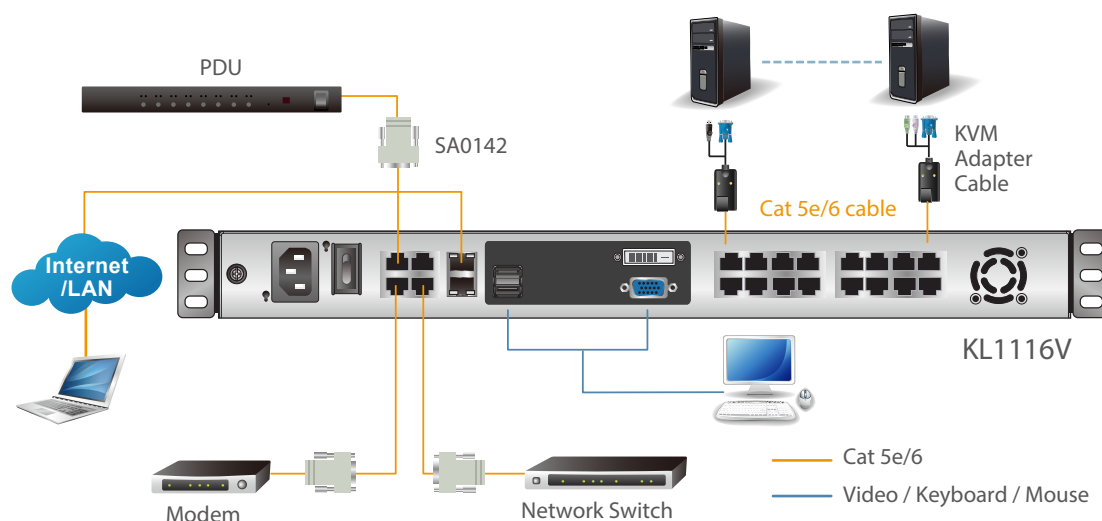 PDU
SA0142
KVM
Adapter
Cable
Cat 5e/6 cable
Internet
/LAN
KL1116V
Cat 5e/6
Video / Keyboard / Mouse
Modem
Network Switch